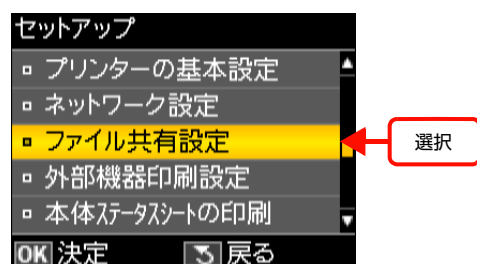 セットアップ
プリンターの基本設定
ネットワーク設定
ファイル共有設定
選択
外部機器印刷設定
本体ステータスシートの印刷
OK 決定 戻る